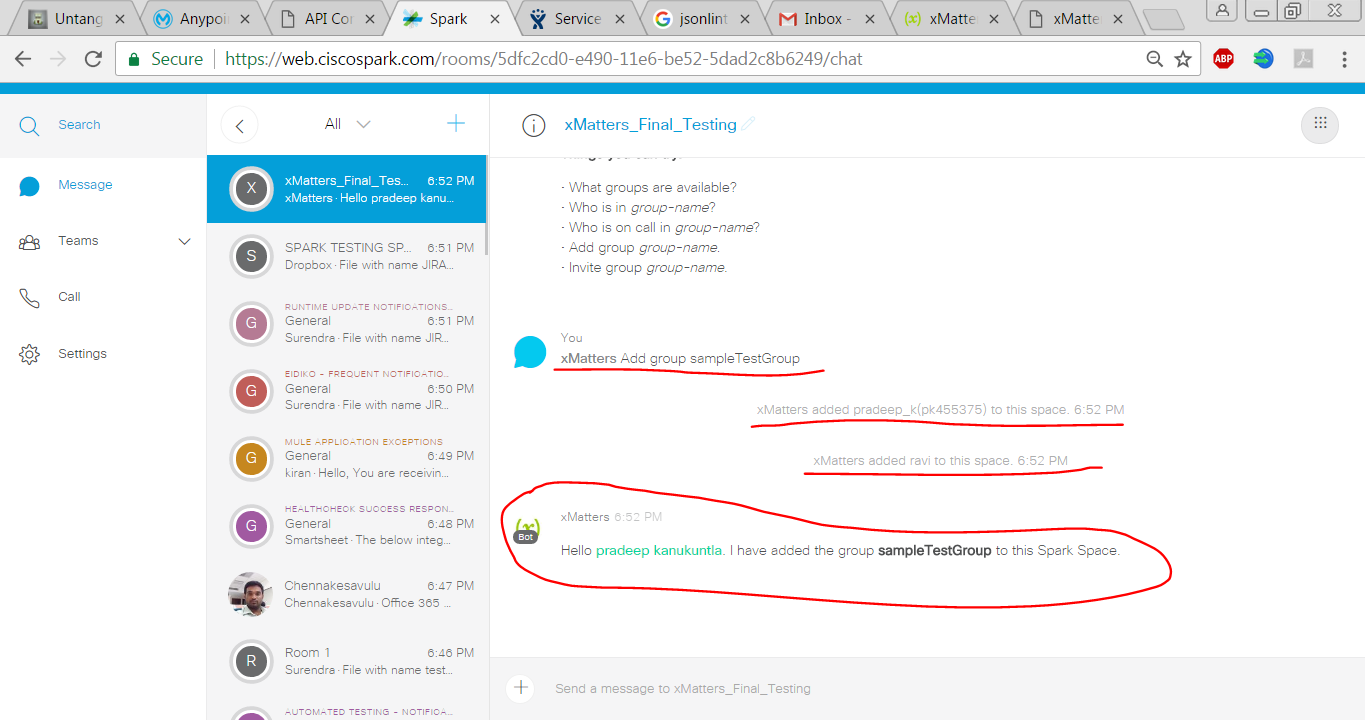 Untang
Anypoin
API Cor
Spark
Service
jsonlint
Inbox -
xMatte
xMatte
Secure
https://web.ciscospark.com/rooms/5dfc2cd0-e490-11e6-be52-5dad2c8b6249/chat
ABP
Search
Message
Teams
Call
Settings
All
X
xMatters_Final_Tes... 6:52 PM
xMatters · Hello pradeep kanu...
S
SPARK TESTING SP... 6:51 PM
Dropbox · File with name JIRA...
RUNTIME UPDATE NOTIFICATIONS...
G
General 6:51 PM
Surendra · File with name JIR...
EIDIKO - FREQUENT NOTIFICATIO...
G
General 6:50 PM
Surendra · File with name JIR...
MULE APPLICATION EXCEPTIONS
G
General 6:49 PM
kiran · Hello, You are receivin...
HEALTHCHECK SUCCESS RESPON...
G
General 6:48 PM
Smartsheet · The below integ...
Chennakesavulu 6:47 PM
Chennakesavulu · Office 365 ...
R
Room 1 6:46 PM
Surendra · File with name test...
AUTOMATED TESTING - NOTIFICA...
xMatters_Final_Testing
· What groups are available?
· Who is in group-name?
· Who is on call in group-name?
· Add group group-name.
· Invite group group-name.
You
xMatters Add group sampleTestGroup
xMatters added pradeep_k(pk455375) to this space. 6:52 PM
xMatters added ravi to this space. 6:52 PM
(x)
Bot
xMatters 6:52 PM
Hello pradeep kanukuntla. I have added the group sampleTestGroup to this Spark Space.
Send a message to xMatters_Final_Testing